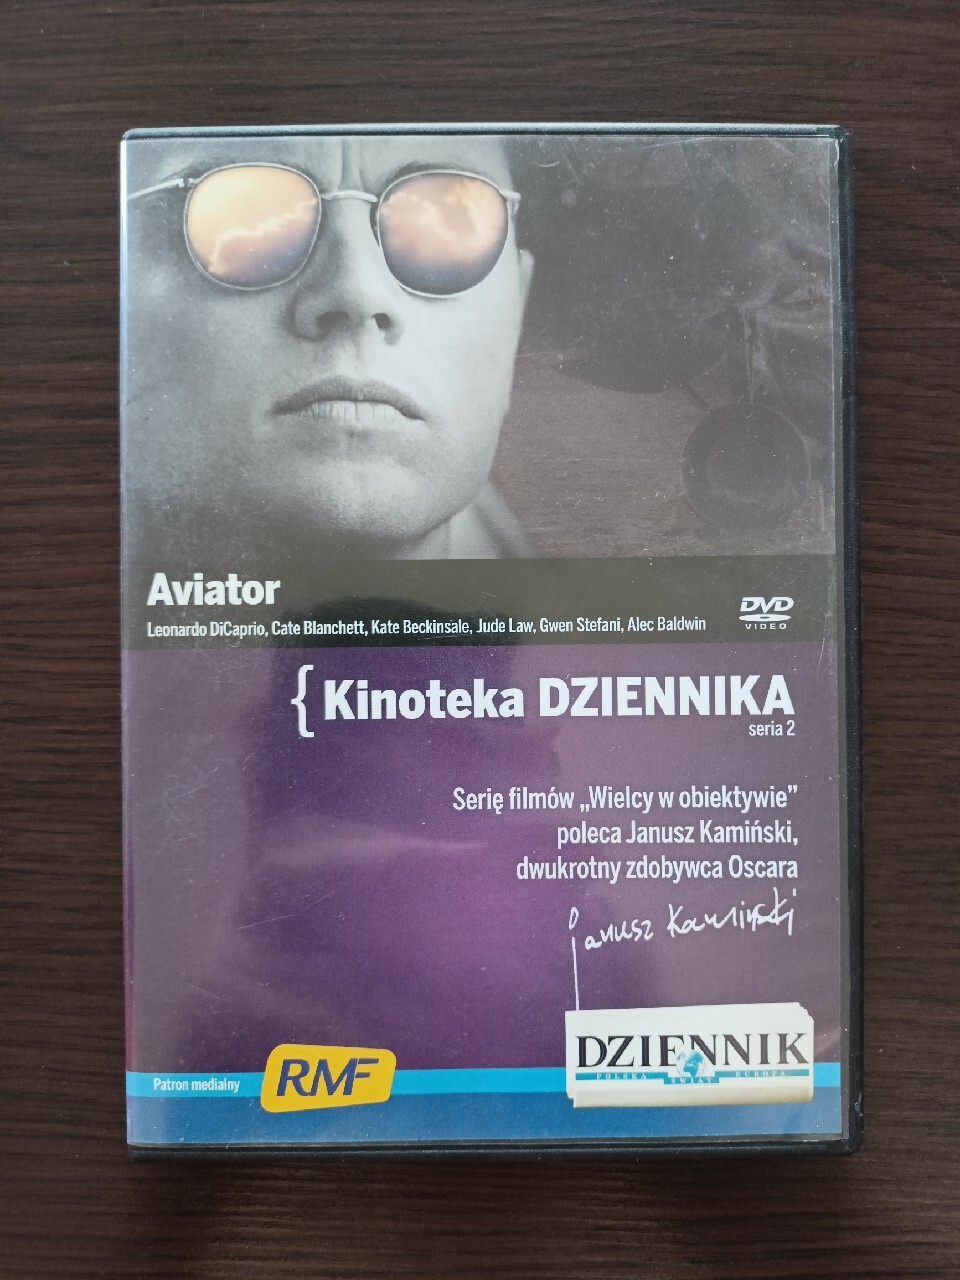 Aviator
Leonardo DiCaprio, Cate Blanchett, Kate Beckinsale, Jude Law, Gwen Stefani, Alec Baldwin
DVD
VIDEO
{ Kinoteka DZIENNIKA
seria 2
Serię filmów „Wielcy w obiektywie”
poleca Janusz Kamiński,
dwukrotny zdobywca Oscara
Janusz Kamiński
Patron medialny
RMF
DZIENNIK
POLSKA ŚWIAT EUROPA